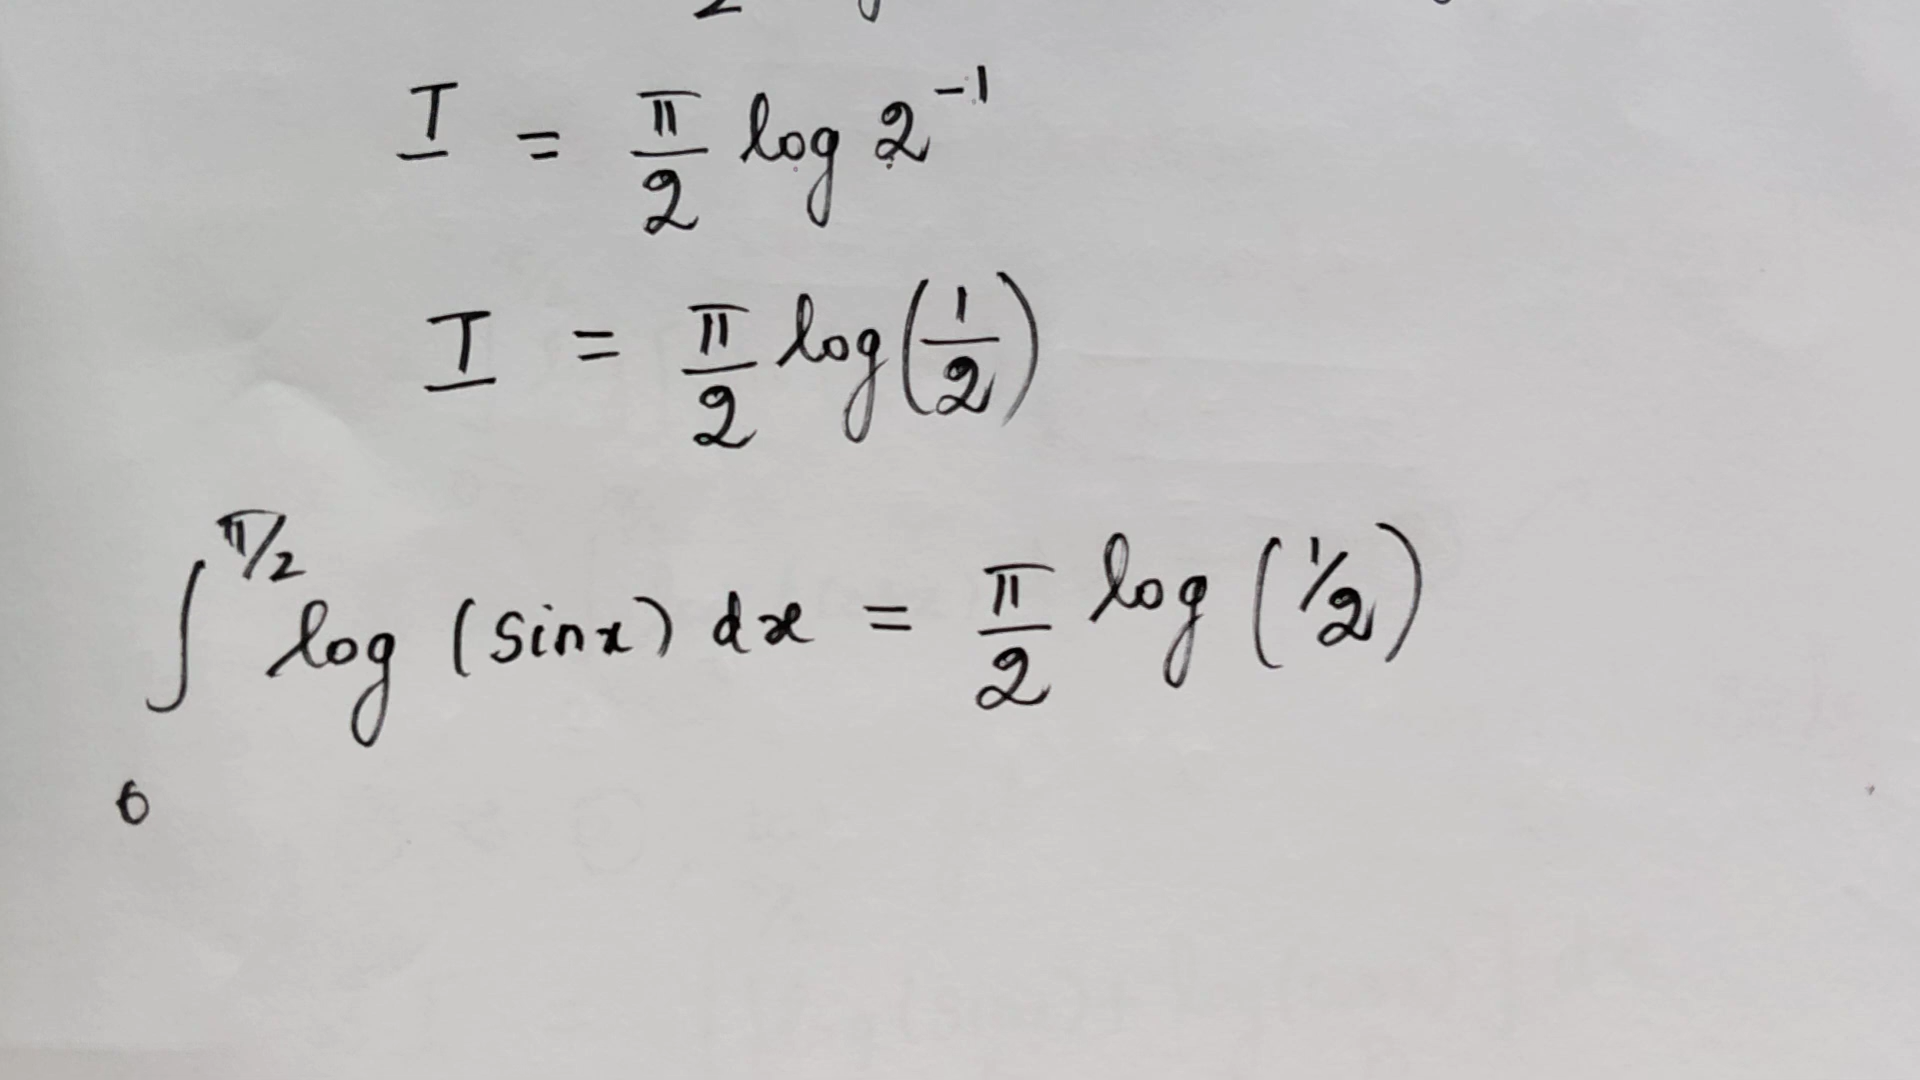 I = π/2 log 2⁻¹
I = π/2 log(1/2)
∫₀^π/2 log (sinx) dx = π/2 log (1/2)